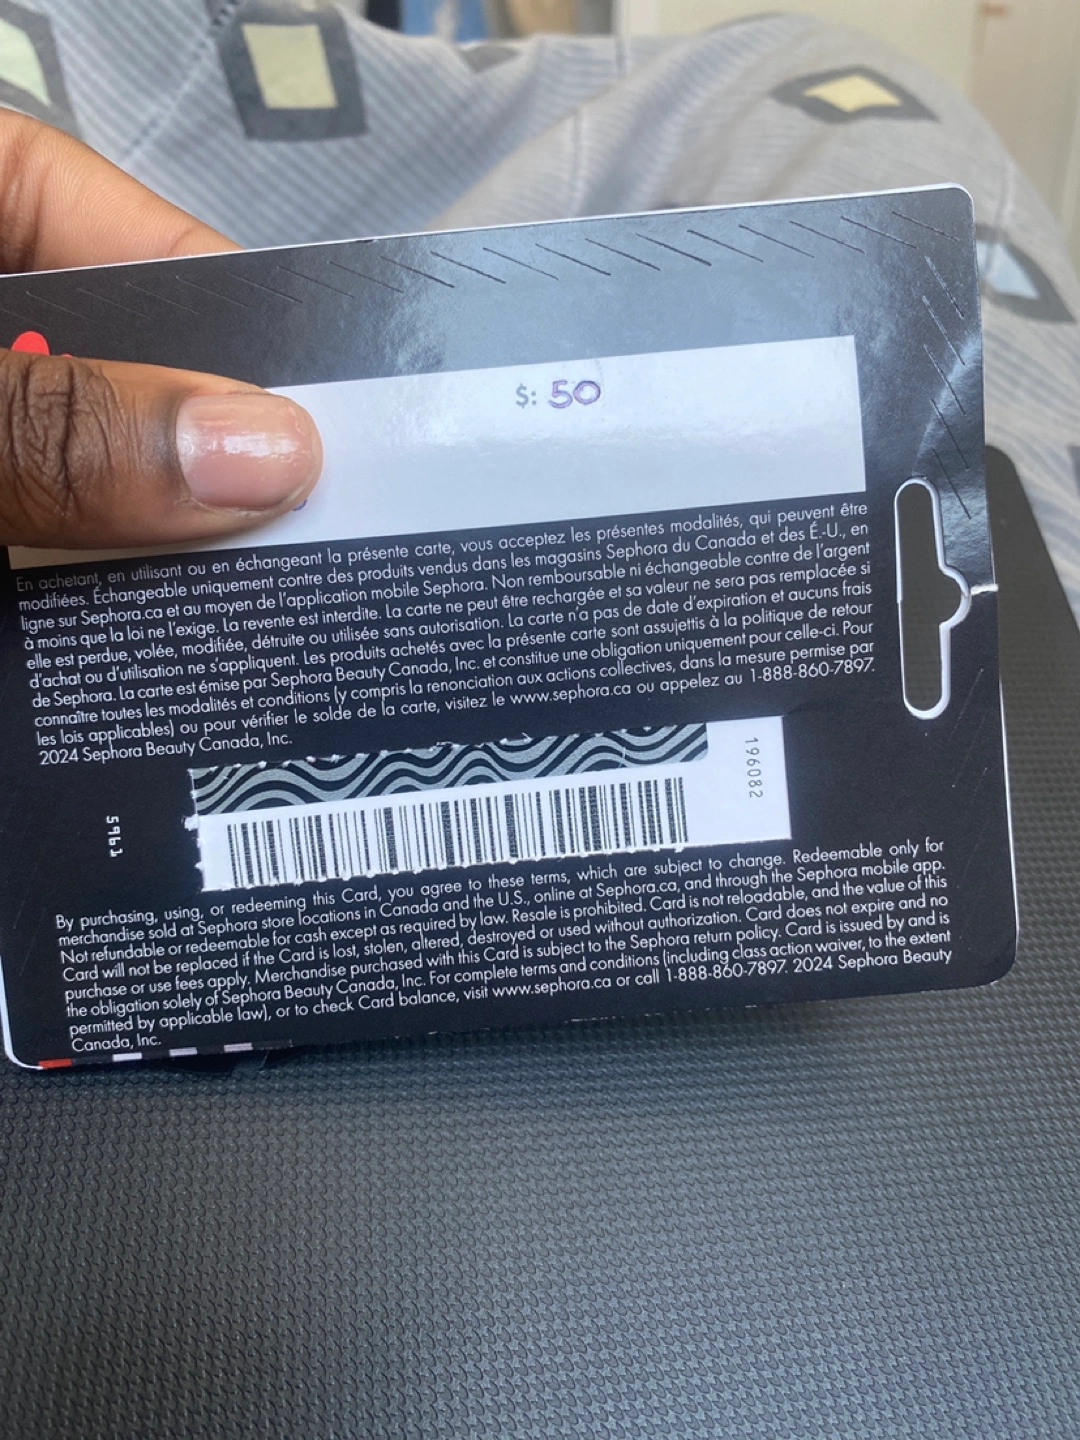 $: 50
En achetant, en utilisant ou en échangeant la présente carte, vous acceptez les présentes modalités, qui peuvent être
modifiées. Échangeable uniquement contre des produits vendus dans les magasins Sephora du Canada et des É.-U., en
ligne sur Sephora.ca et au moyen de l'application mobile Sephora. Non remboursable ni échangeable contre de l'argent
à moins que la loi ne l'exige. La revente est interdite. La carte ne peut être rechargée et sa valeur ne sera pas remplacée si
elle est perdue, volée, modifiée, détruite ou utilisée sans autorisation. La carte n'a pas de date d'expiration et aucuns frais
d'achat ou d'utilisation ne s'appliquent. Les produits achetés avec la présente carte sont assujettis à la politique de retour
de Sephora. La carte est émise par Sephora Beauty Canada, Inc. et constitue une obligation uniquement pour celle-ci. Pour
connaître toutes les modalités et conditions (y compris la renonciation aux actions collectives, dans la mesure permise par
les lois applicables) ou pour vérifier le solde de la carte, visitez le www.sephora.ca ou appelez au 1-888-860-7897.
2024 Sephora Beauty Canada, Inc.
196082
5961
By purchasing, using, or redeeming this Card, you agree to these terms, which are subject to change. Redeemable only for
merchandise sold at Sephora store locations in Canada and the U.S., online at Sephora.ca, and through the Sephora mobile app.
Not refundable or redeemable for cash except as required by law. Resale is prohibited. Card is not reloadable, and the value of this
Card will not be replaced if the Card is lost, stolen, altered, destroyed or used without authorization. Card does not expire and no
purchase or use fees apply. Merchandise purchased with this Card is subject to the Sephora return policy. Card is issued by and is
the obligation solely of Sephora Beauty Canada, Inc. For complete terms and conditions (including class action waiver, to the extent
permitted by applicable law), or to check Card balance, visit www.sephora.ca or call 1-888-860-7897. 2024 Sephora Beauty
Canada, Inc.